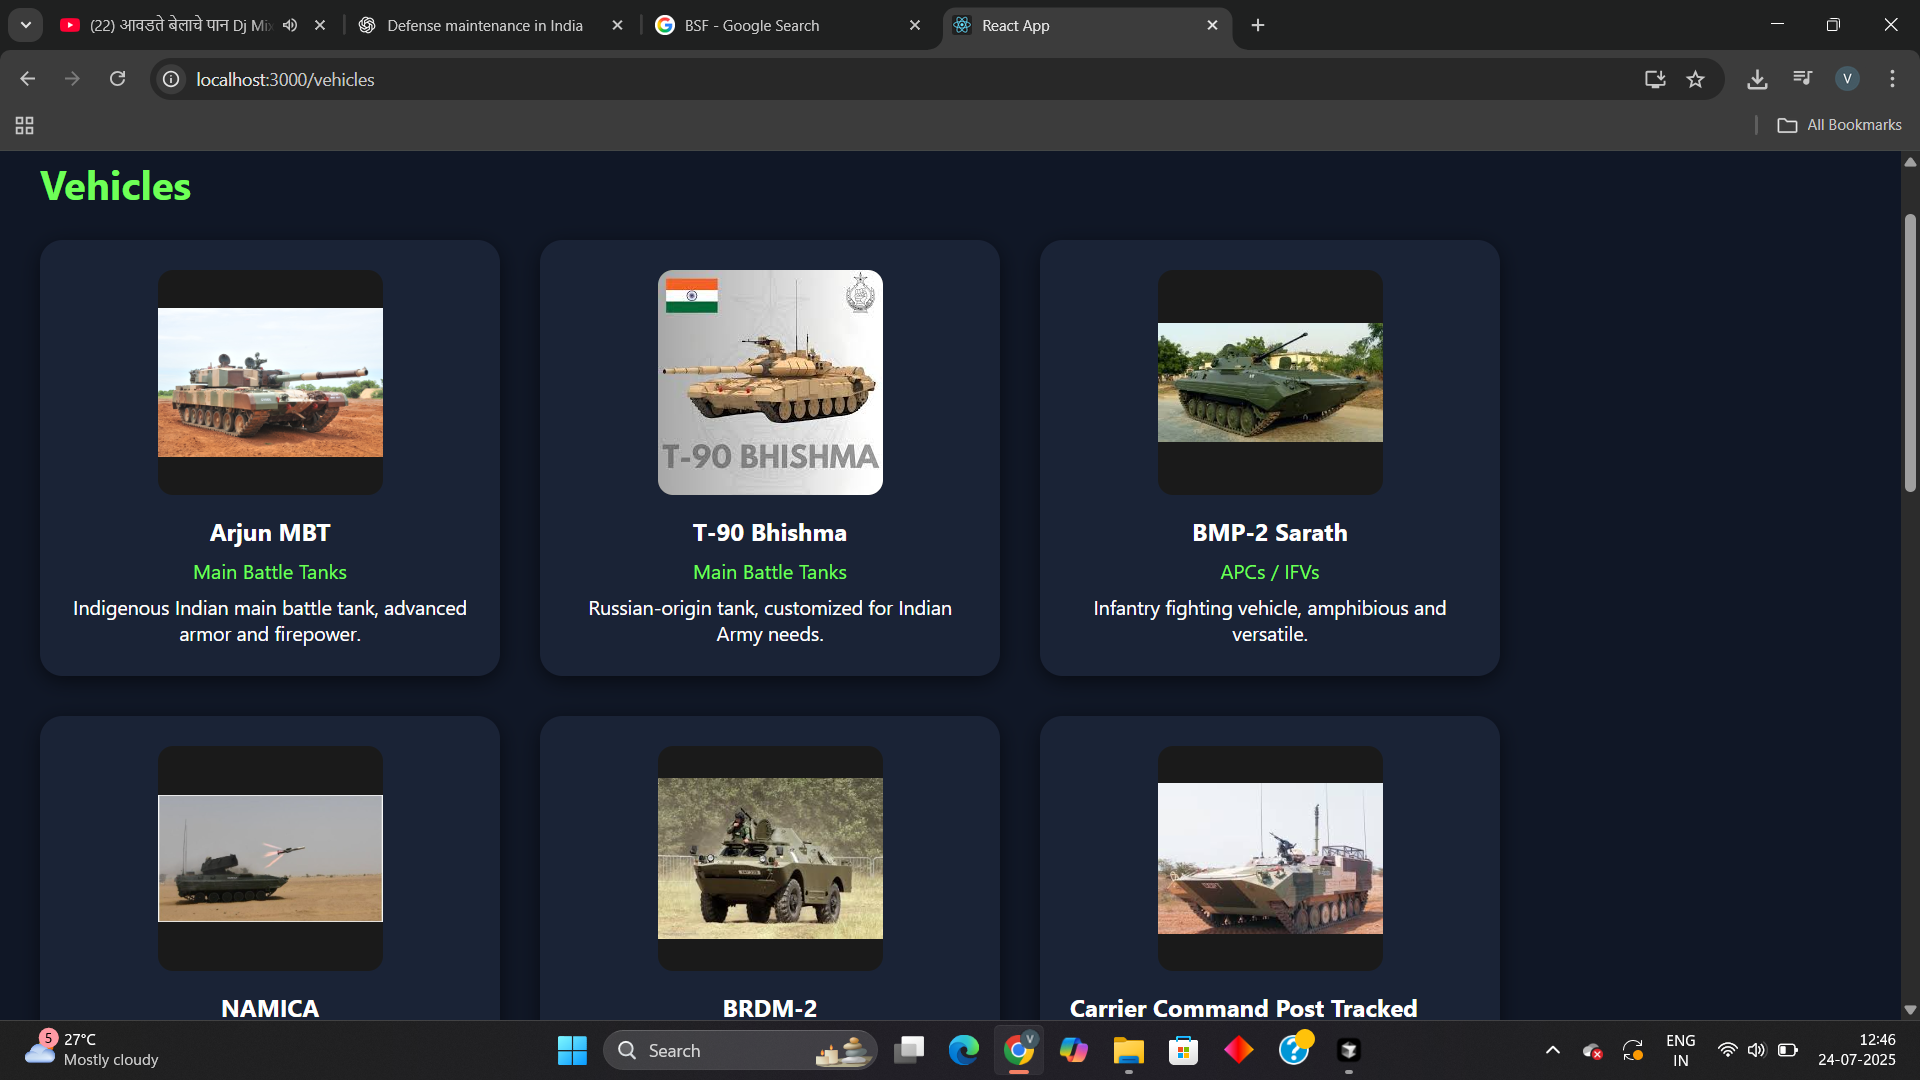 (22) आवडते बेलाचे पान Dj Mix
Defense maintenance in India
BSF - Google Search
React App
localhost:3000/vehicles
V
All Bookmarks
Vehicles
T-90 BHISHMA
Arjun MBT
Main Battle Tanks
Indigenous Indian main battle tank, advanced
armor and firepower.
T-90 Bhishma
Main Battle Tanks
Russian-origin tank, customized for Indian
Army needs.
BMP-2 Sarath
APCs / IFVs
Infantry fighting vehicle, amphibious and
versatile.
NAMICA
BRDM-2
Carrier Command Post Tracked
5
27°C
Mostly cloudy
Search
V
ENG
IN
12:46
24-07-2025